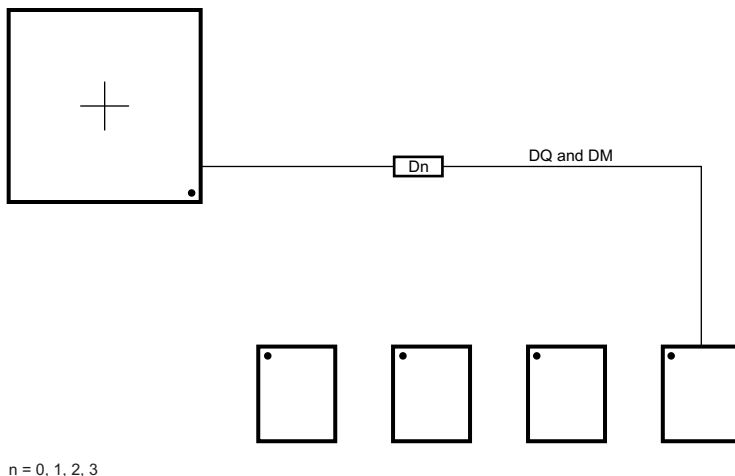 DQ and DM
Dn
n = 0, 1, 2, 3